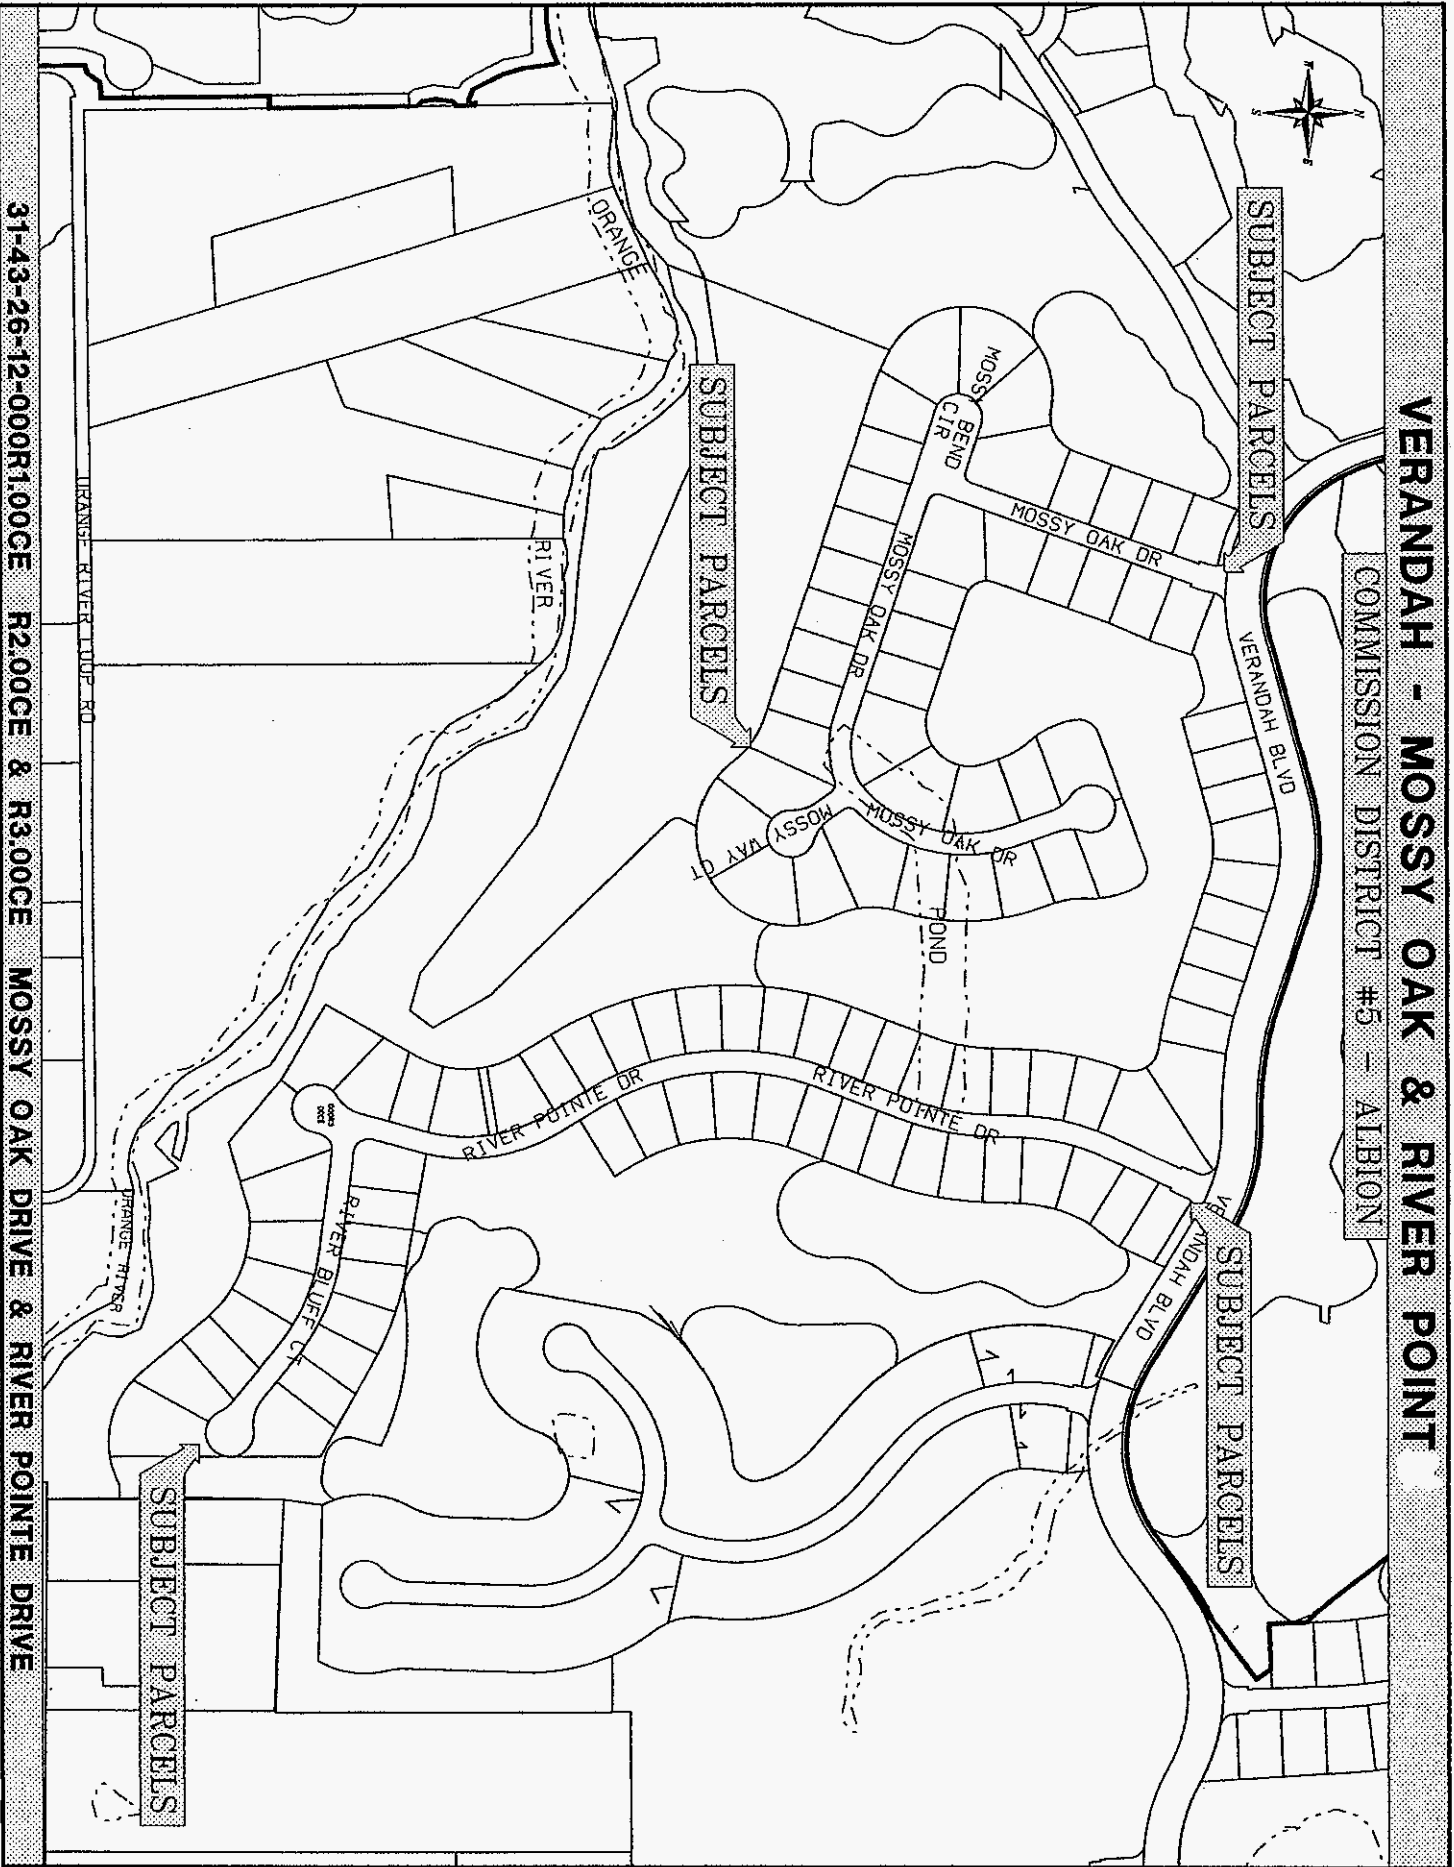 VERANDAH - MOSSY OAK & RIVER POINT
COMMISSION DISTRICT #5 - ALBION
N
W
E
S
SUBJECT PARCELS
VERANDAH BLVD
MOSSY OAK DR
MOSSY
BEND
CIR
MOSSY OAK DR
MOSSY OAK DR
MOSSY
WAY CT
POND
SUBJECT PARCELS
ORANGE
RIVER
RIVER POINTE DR
RIVER POINTE DR
VE
NDAH BLVD
SUBJECT PARCELS
RIVER BLUFF CT
ORANGE RIVER
ORANGE RIVER LOOP RD
SUBJECT PARCELS
31-43-26-12-000R1.00CE R2.00CE & R3.00CE MOSSY OAK DRIVE & RIVER POINTE DRIVE